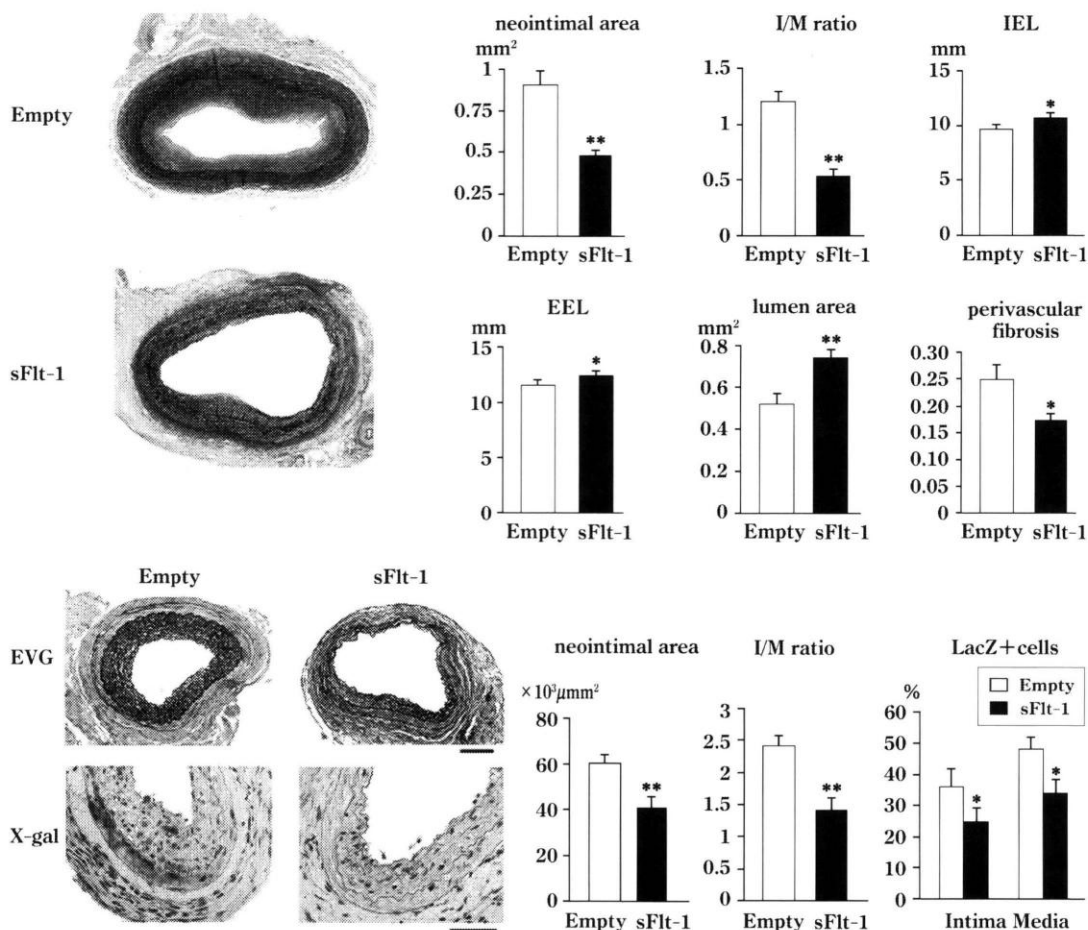 Empty
sFlt-1
neointimal area
mm²
1
0.75
0.5
0.25
0
**
Empty sFlt-1
I/M ratio
1.5
1
0.5
0
**
Empty sFlt-1
IEL
mm
15
10
5
0
*
Empty sFlt-1
EEL
mm
15
10
5
0
*
Empty sFlt-1
lumen area
mm²
0.8
0.6
0.4
0.2
0
**
Empty sFlt-1
perivascular
fibrosis
0.30
0.25
0.20
0.15
0.10
0.05
0
*
Empty sFlt-1
Empty
sFlt-1
EVG
X-gal
neointimal area
×10³μmm²
80
60
40
20
0
**
Empty sFlt-1
I/M ratio
3
2.5
2
1.5
1
0.5
0
**
Empty sFlt-1
LacZ+cells
%
Empty
sFlt-1
60
50
40
30
20
10
0
*
*
Intima Media